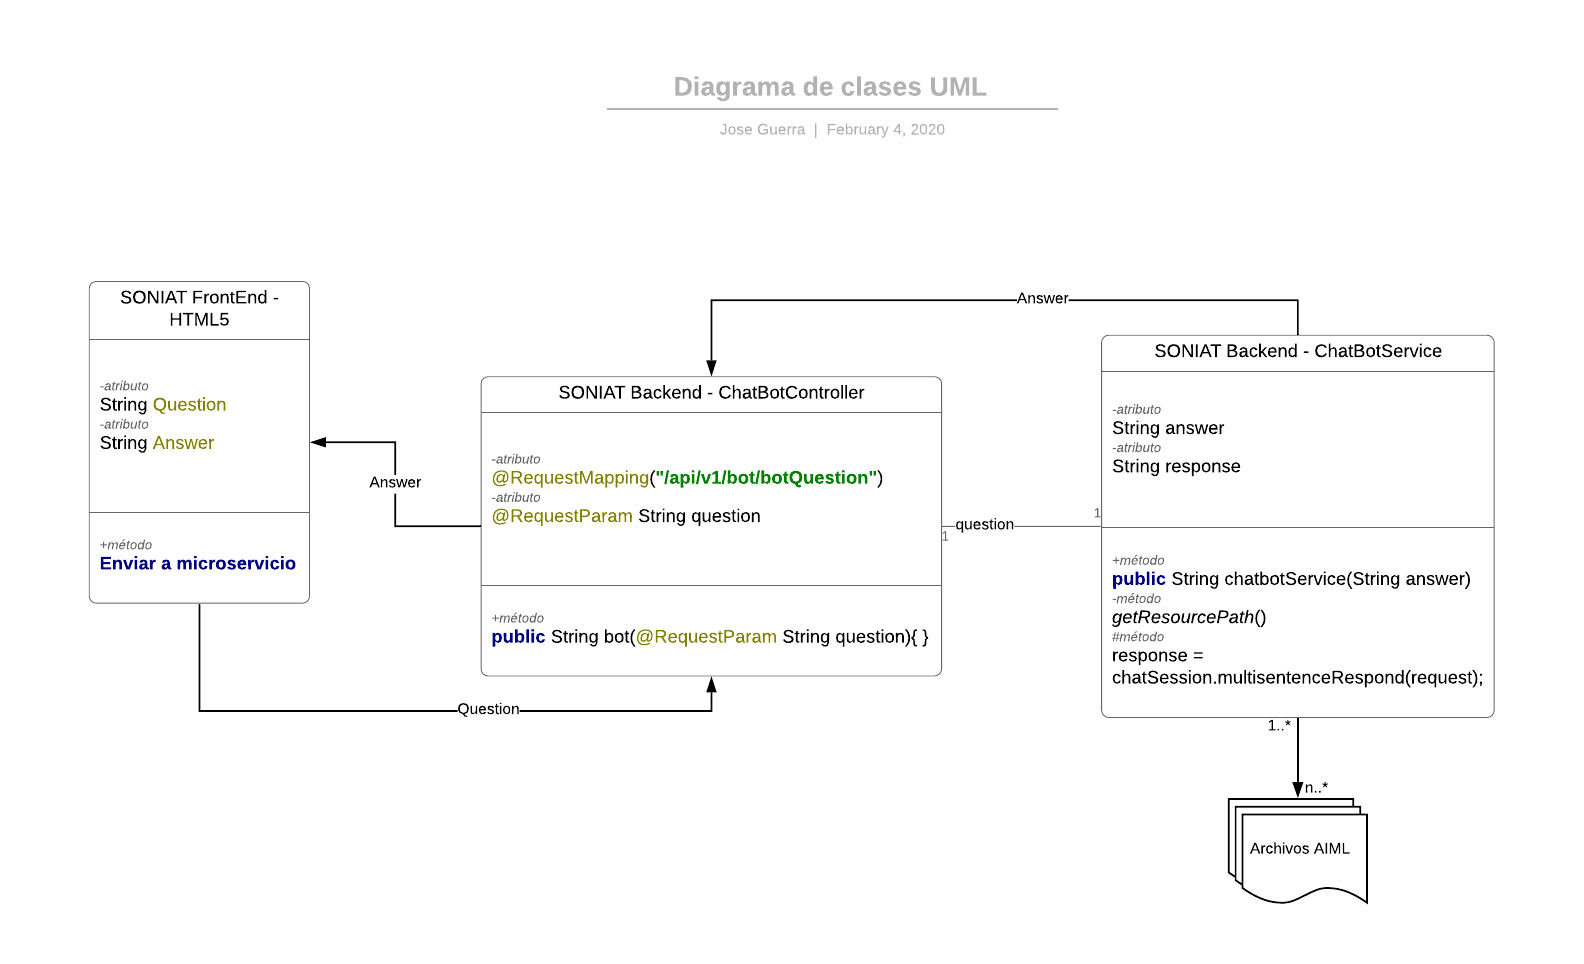 Diagrama de clases UML
Jose Guerra | February 4, 2020
SONIAT FrontEnd -
HTML5
-atributo
String Question
-atributo
String Answer
+método
Enviar a microservicio
Answer
Question
SONIAT Backend - ChatBotController
-atributo
@RequestMapping("/api/v1/bot/botQuestion")
-atributo
@RequestParam String question
+método
public String bot(@RequestParam String question){ }
Answer
1
question
1
SONIAT Backend - ChatBotService
-atributo
String answer
-atributo
String response
+método
public String chatbotService(String answer)
-método
getResourcePath()
#método
response =
chatSession.multisentenceRespond(request);
1..*
n..*
Archivos AIML